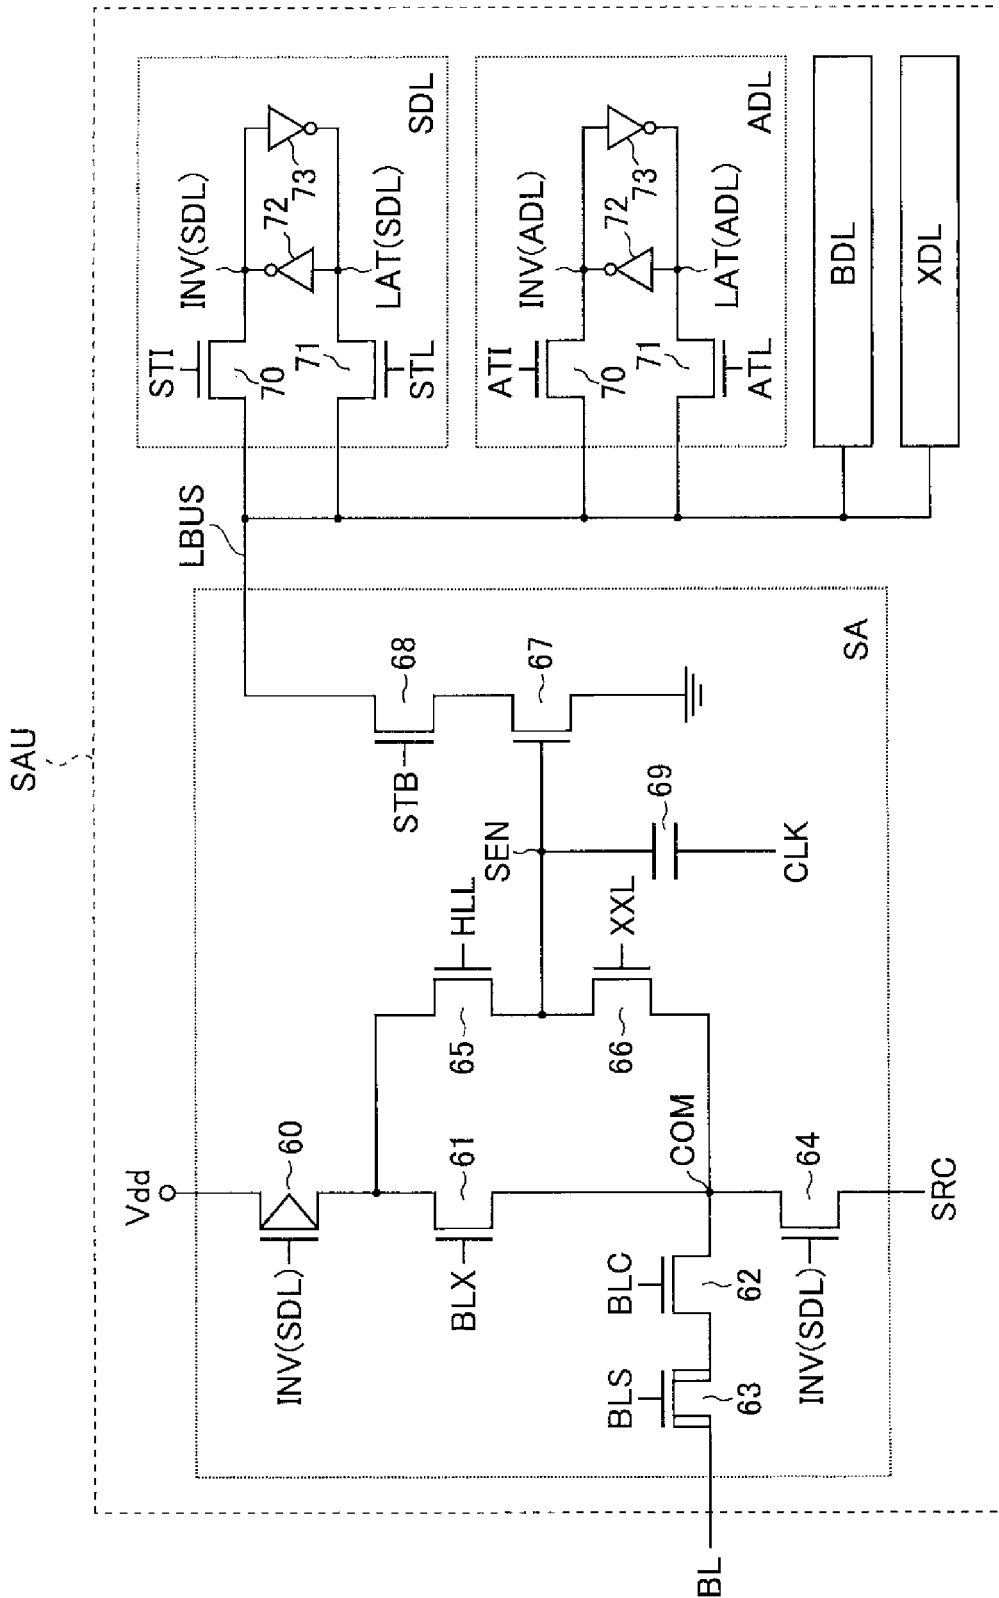 SAU
Vdd
60
INV(SDL)
BLX
61
65
HLL
SEN
66
XXL
69
CLK
STB
68
67
COM
BLS
BLC
63
62
64
INV(SDL)
SRC
BL
SA
LBUS
STI
70
INV(SDL)
72
73
71
STL
LAT(SDL)
SDL
ATI
70
INV(ADL)
72
73
71
ATL
LAT(ADL)
ADL
BDL
XDL